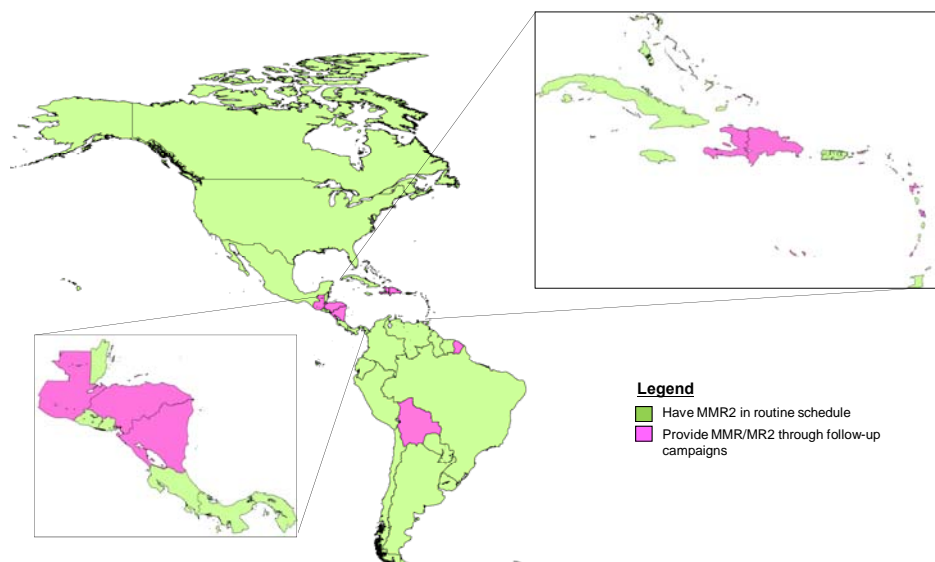 Legend
Have MMR2 in routine schedule
Provide MMR/MR2 through follow-up
campaigns